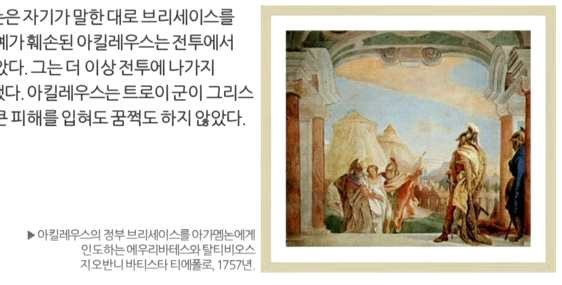 은 자기가 말한 대로 브리세이스를
예가 훼손된 아킬레우스는 전투에서
았다. 그는 더 이상 전투에 나가지
다. 아킬레우스는 트로이 군이 그리스
큰 피해를 입혀도 꿈쩍도 하지 않았다.
▶ 아킬레우스의 정부 브리세이스를 아가멤논에게
인도하는 에우리바테스와 탈티비오스
지오반니 바티스타 티에폴로, 1757년.